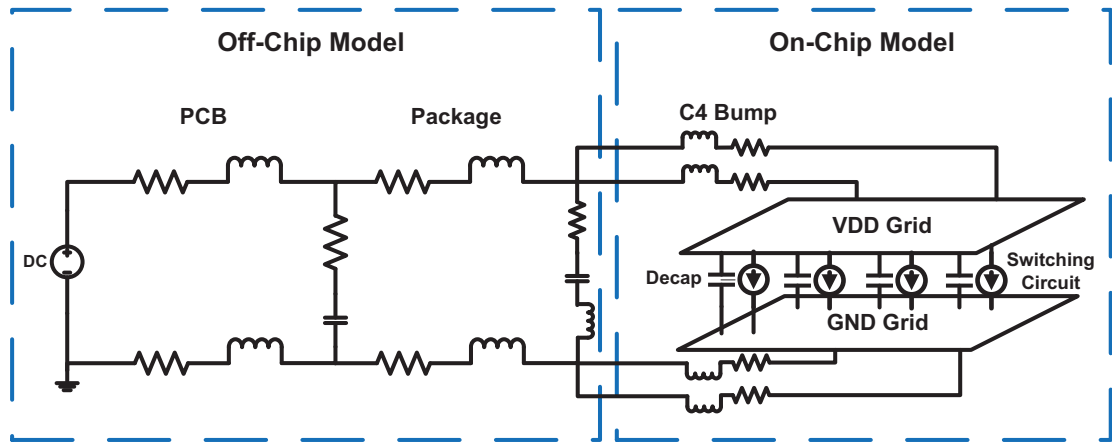 Off-Chip Model
On-Chip Model
PCB
Package
C4 Bump
VDD Grid
DC
Decap
Switching
Circuit
GND Grid